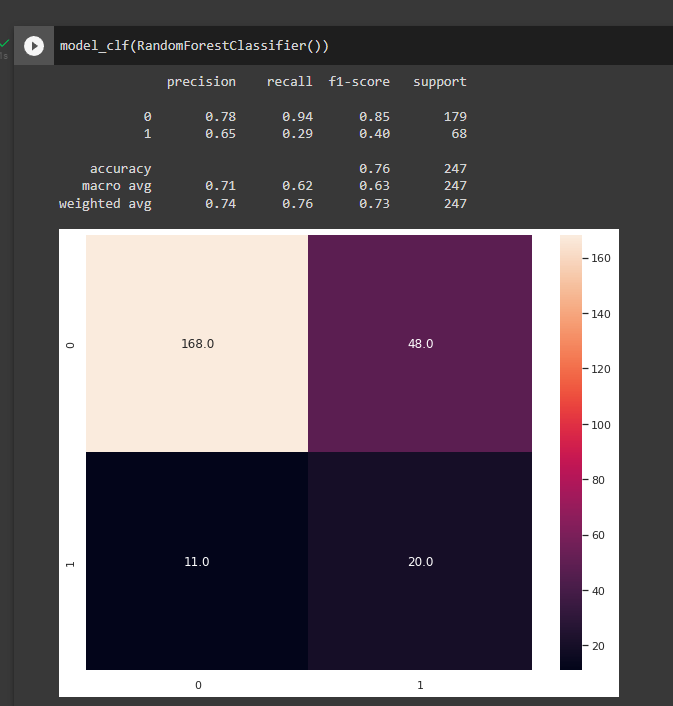 model_clf(RandomForestClassifier())
precision recall f1-score support
0 0.78 0.94 0.85 179
1 0.65 0.29 0.40 68
accuracy 0.76 247
macro avg 0.71 0.62 0.63 247
weighted avg 0.74 0.76 0.73 247
160
140
0 168.0 48.0
120
100
80
60
1 11.0 20.0
40
20
0 1